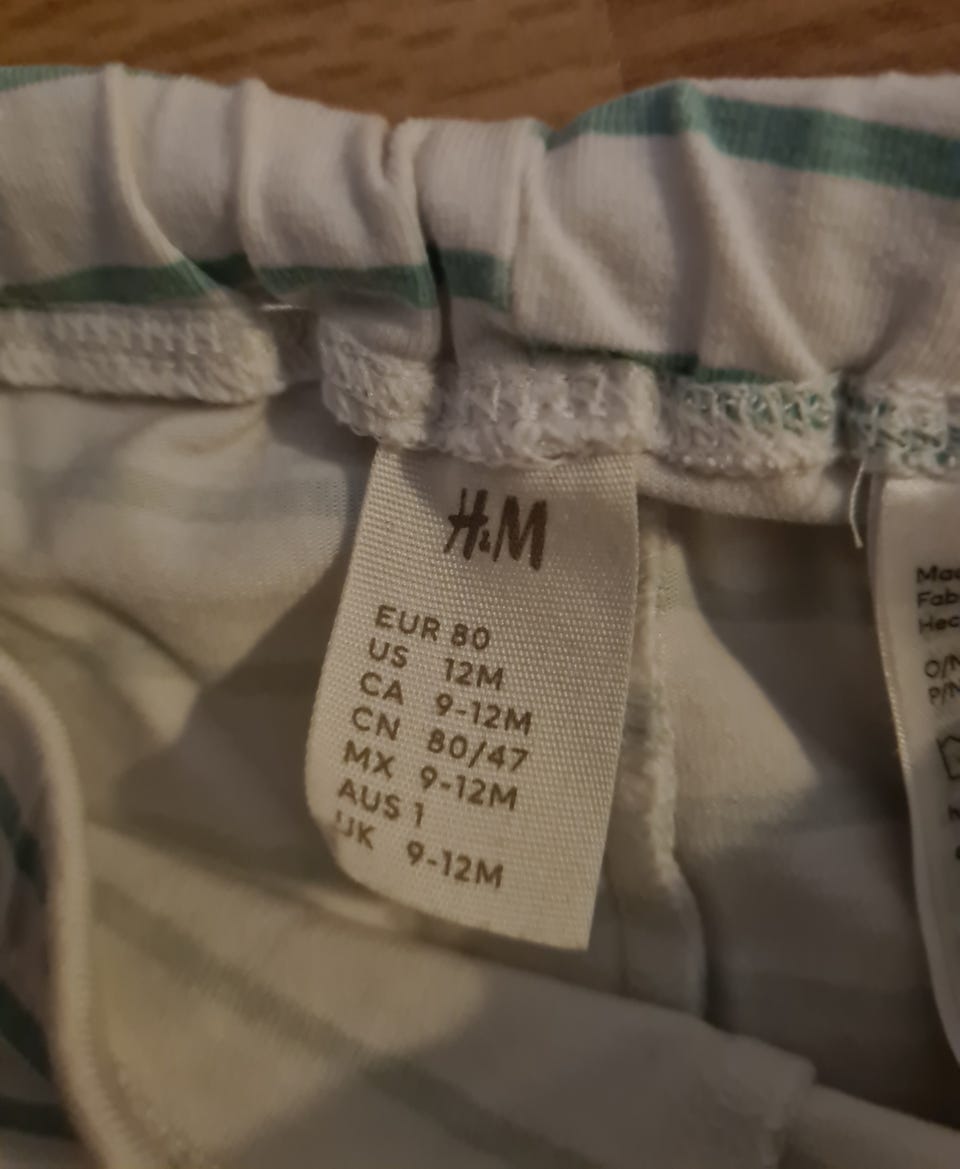 H&M
EUR 80
US 12M
CA 9-12M
CN 80/47
MX 9-12M
AUS 1
UK 9-12M